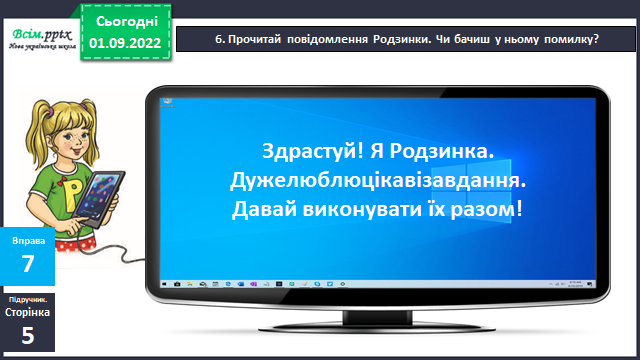 Всім.pptx
Нова українська школа
Сьогодні
01.09.2022
6. Прочитай повідомлення Родзинки. Чи бачиш у ньому помилку?
Здрастуй! Я Родзинка.
Дужелюблюцікавізавдання.
Давай виконувати їх разом!
P
Вправа
7
Підручник.
Сторінка
5